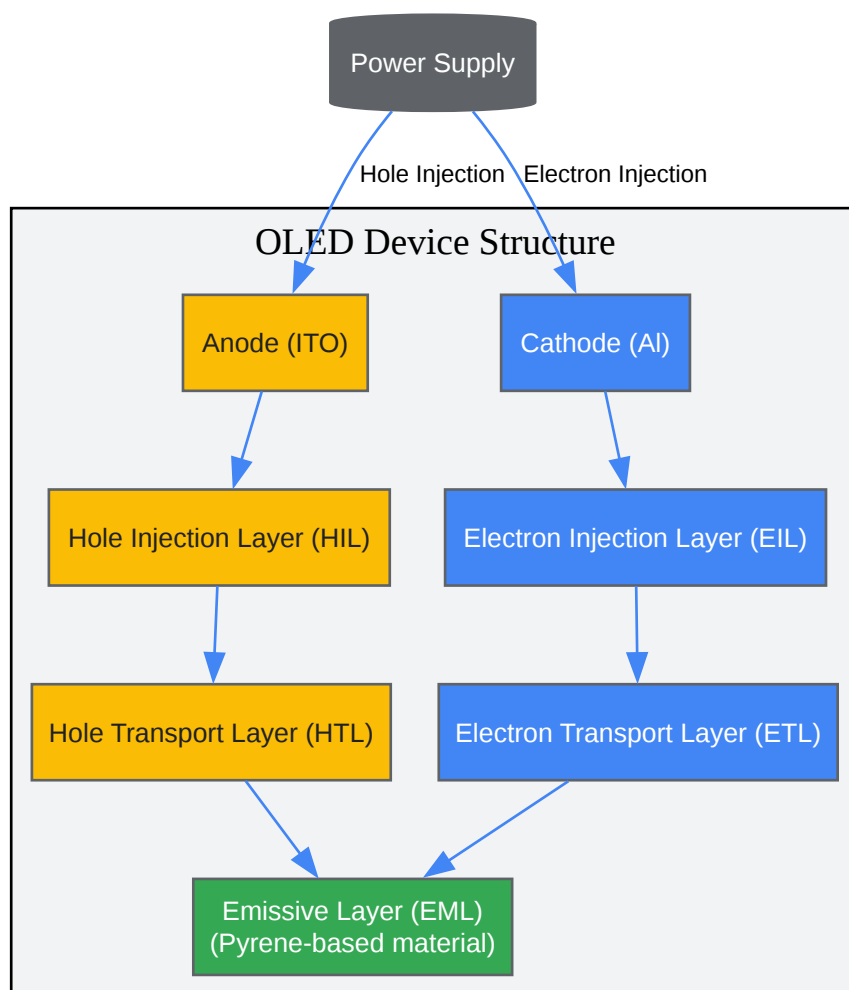 Power Supply
Hole Injection
Electron Injection
OLED Device Structure
Anode (ITO)
Cathode (Al)
Hole Injection Layer (HIL)
Electron Injection Layer (EIL)
Hole Transport Layer (HTL)
Electron Transport Layer (ETL)
Emissive Layer (EML)
(Pyrene-based material)